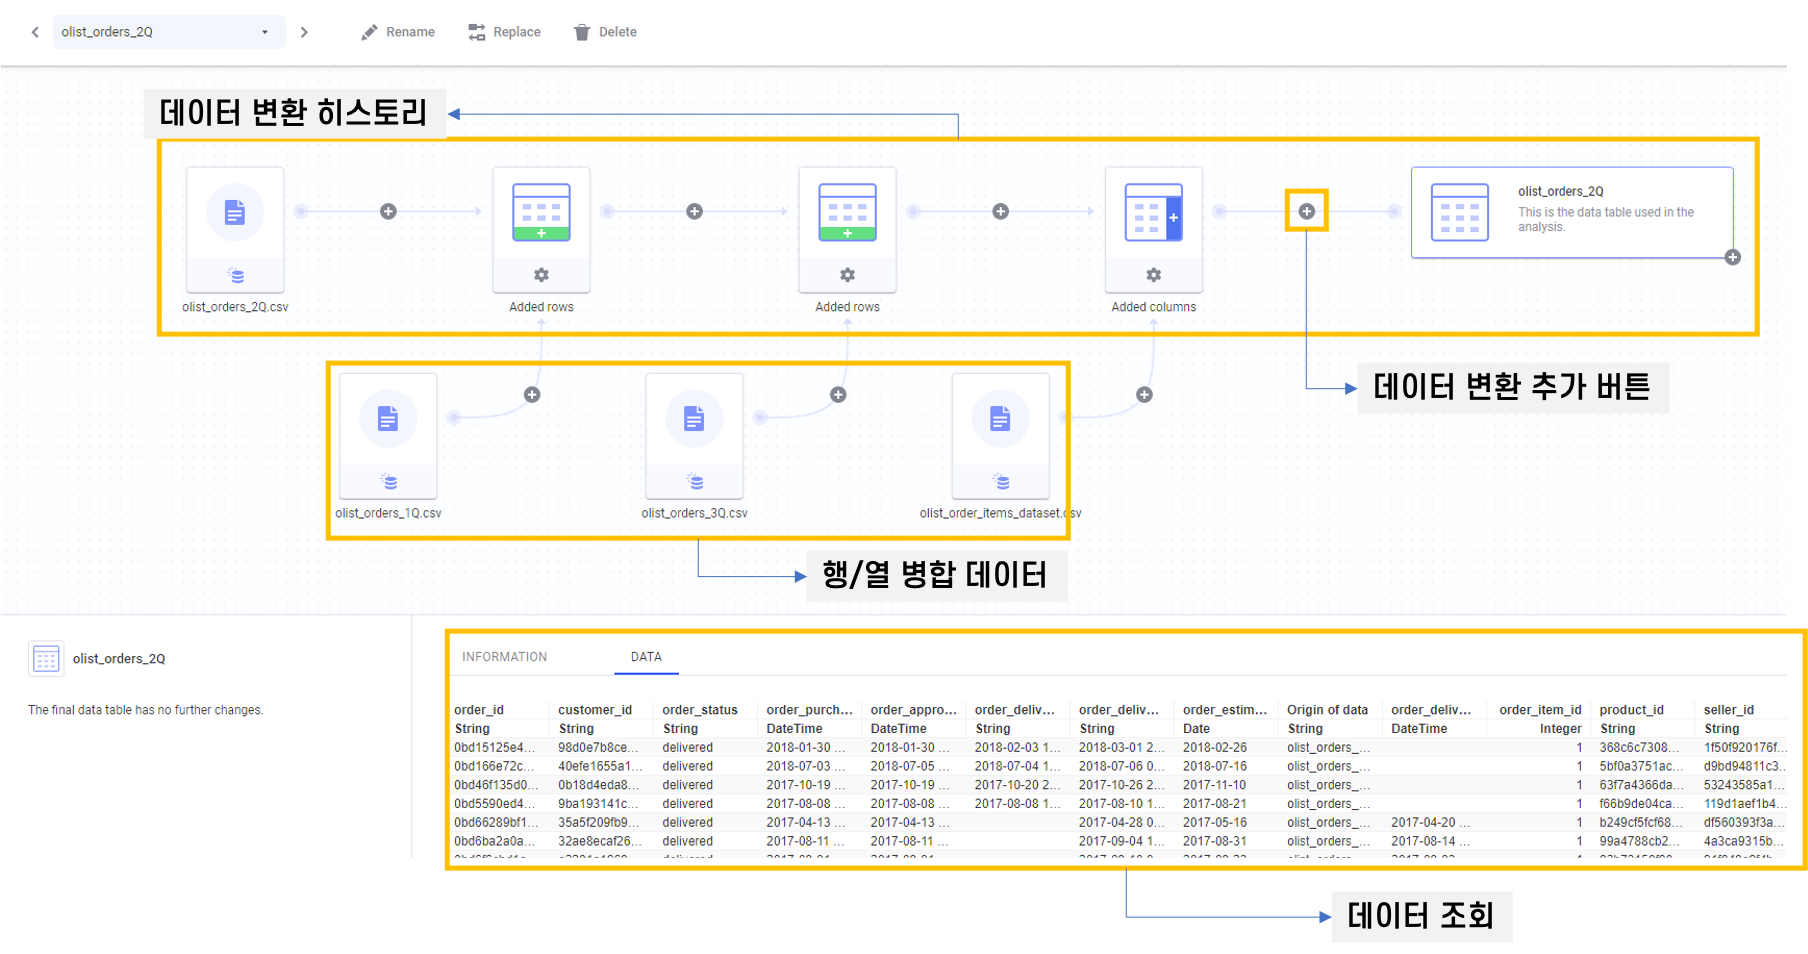 olist_orders_2Q
Rename
Replace
Delete
데이터 변환 히스토리
olist_orders_2Q.csv
Added rows
Added rows
Added columns
olist_orders_2Q
This is the data table used in the
analysis.
데이터 변환 추가 버튼
olist_orders_1Q.csv
olist_orders_3Q.csv
olist_order_items_dataset.csv
행/열 병합 데이터
olist_orders_2Q
The final data table has no further changes.
INFORMATION DATA
order_id customer_id order_status order_purch... order_appro... order_deliv... order_deliv... order_estim... Origin of data order_deliv... order_item_id product_id seller_id
String String String DateTime DateTime String String Date String DateTime Integer String String
0bd15125e4... 98d0e7b8ce... delivered 2018-01-30 ... 2018-01-30 ... 2018-02-03 1... 2018-03-01 2... 2018-02-26 olist_orders_... 1 368c6c7308... 1f50f920176f...
0bd166e72c... 40efe1655a1... delivered 2018-07-03 ... 2018-07-05 ... 2018-07-04 1... 2018-07-06 0... 2018-07-16 olist_orders_... 1 5bf0a3751ac... d9bd94811c3...
0bd46f135d0... 0b18d4eda8... delivered 2017-10-19 ... 2017-10-19 ... 2017-10-20 2... 2017-10-26 2... 2017-11-10 olist_orders_... 1 63f7a4366da... 53243585a1...
0bd5590ed4... 9ba193141c... delivered 2017-08-08 ... 2017-08-08 ... 2017-08-08 1... 2017-08-10 1... 2017-08-21 olist_orders_... 1 f66b9de04ca... 119d1aef1b4...
0bd66289bf1... 35a5f209fb9... delivered 2017-04-13 ... 2017-04-13 ... 2017-04-28 0... 2017-05-16 olist_orders_... 2017-04-20 ... 1 b249cf5fcf68... df560393f3a...
0bd6ba2a0a... 32ae8ecaf26... delivered 2017-08-11 ... 2017-08-11 ... 2017-09-04 1... 2017-08-31 olist_orders_... 2017-08-14 ... 1 99a4788cb2... 4a3ca9315b...
데이터 조회